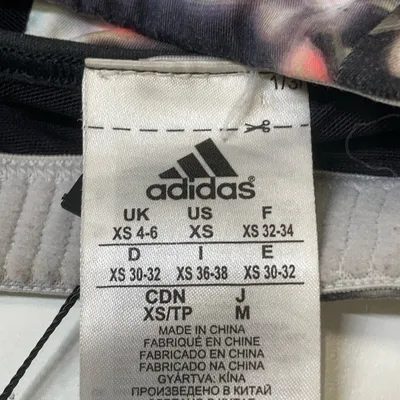 1/3
adidas
UK US F
XS 4-6 XS XS 32-34
D I E
XS 30-32 XS 36-38 XS 30-32
CDN J
XS/TP M
MADE IN CHINA
FABRIQUÉ EN CHINE
FABRICADO EN CHINA
FABRICADO NA CHINA
GYÁRTVA: KÍNA
ПРОИЗВЕДЕНО В КИТАЙ